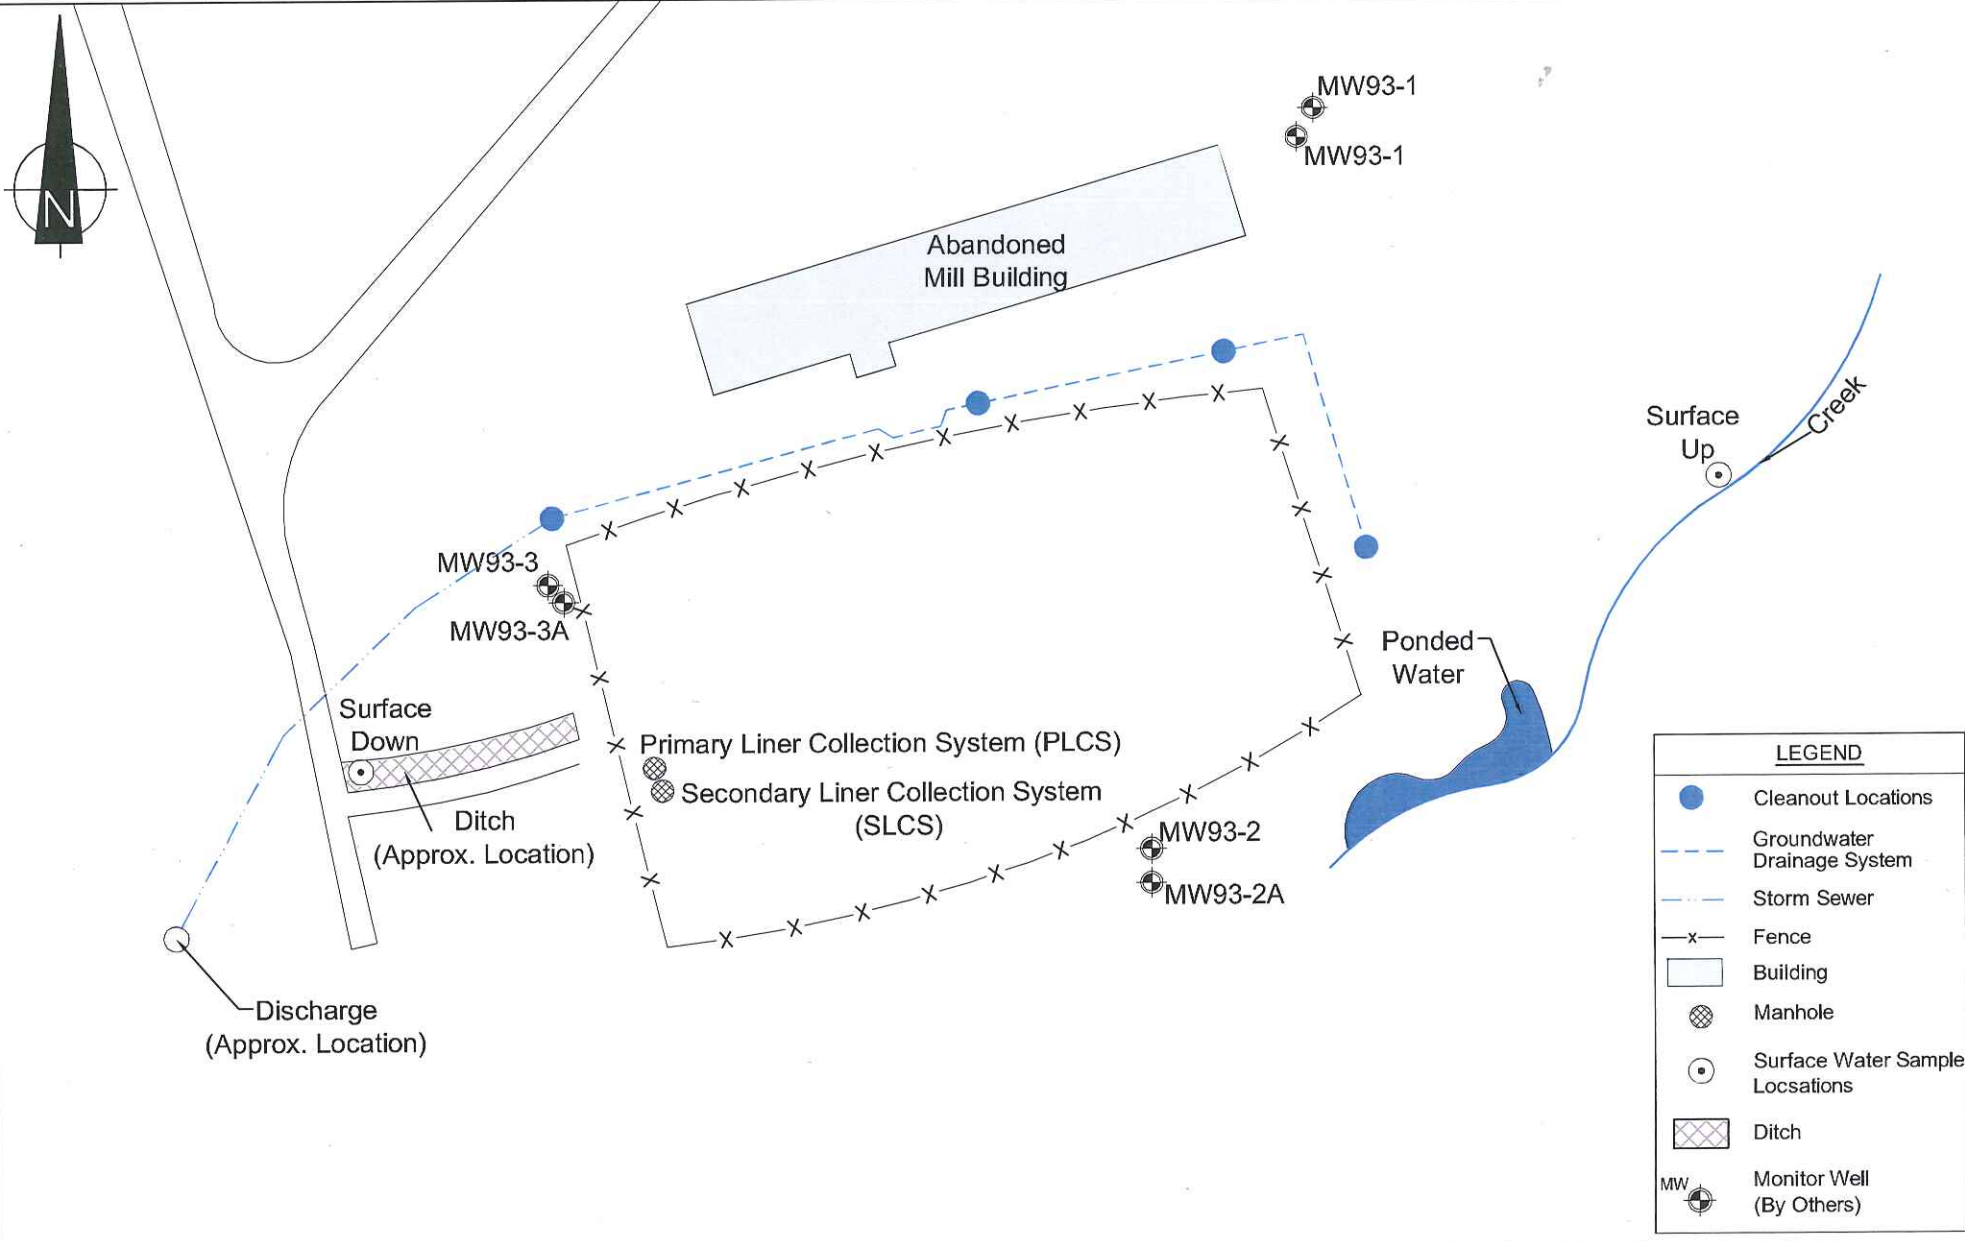 N
MW93-1
MW93-1
Abandoned
Mill Building
Surface
Up
Creek
MW93-3
MW93-3A
Ponded
Water
Surface
Down
Primary Liner Collection System (PLCS)
Secondary Liner Collection System
(SLCS)
Ditch
(Approx. Location)
MW93-2
MW93-2A
Discharge
(Approx. Location)
LEGEND
Cleanout Locations
Groundwater
Drainage System
Storm Sewer
x
Fence
Building
Manhole
Surface Water Sample
Locsations
Ditch
MW
Monitor Well
(By Others)